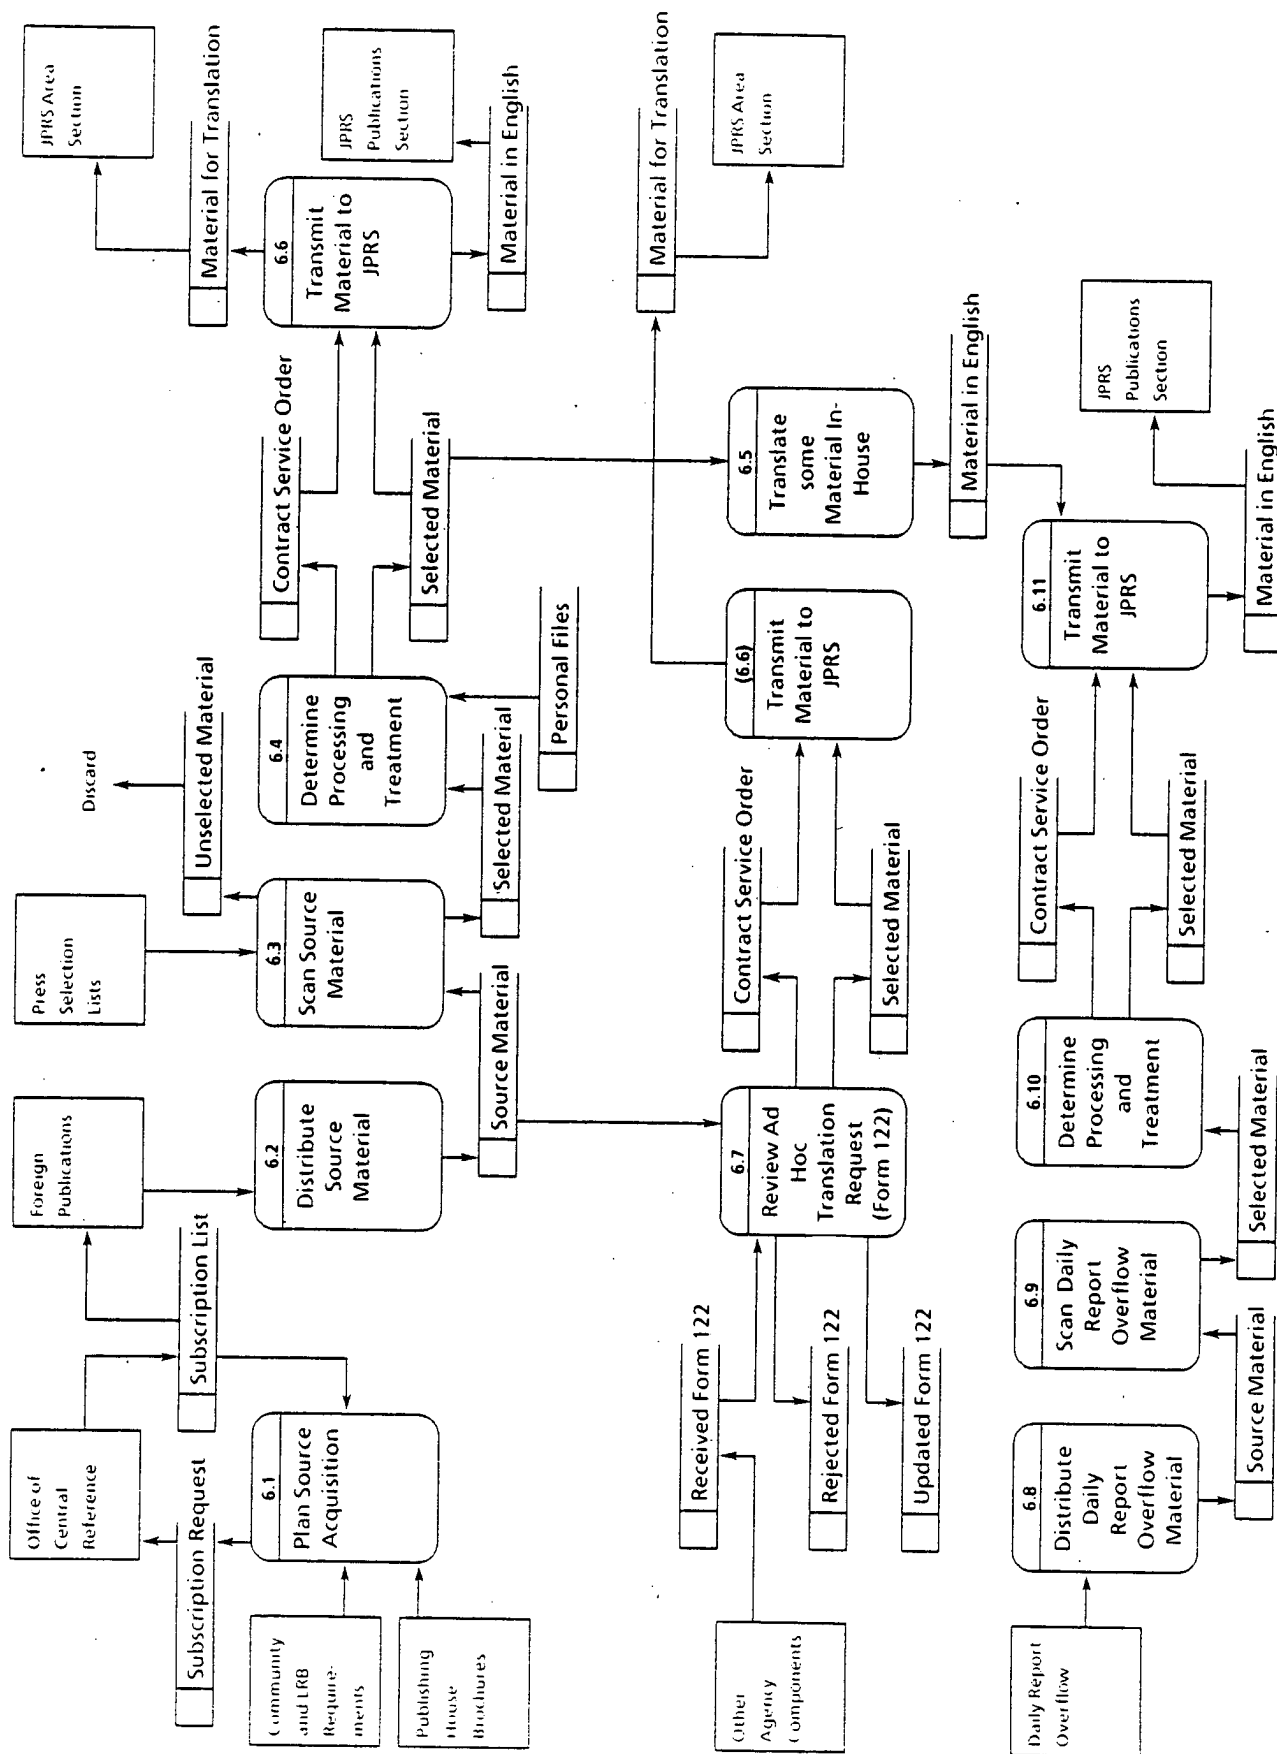 Office of
Central
Reference
Subscription Request
6.1
Plan Source
Acquisition
Community
and LRB
Require-
ments
Publishing
House
Brochures
Subscription List
Foreign
Publications
6.2
Distribute
Source
Material
Source Material
Press
Selection
Lists
6.3
Scan Source
Material
Discard
Unselected Material
Selected Material
6.4
Determine
Processing
and
Treatment
Personal Files
Contract Service Order
Selected Material
JPRS Area
Section
Material for Translation
6.6
Transmit
Material to
JPRS
JPRS
Publications
Section
Material in English
Other
Agency
Components
Received Form 122
Rejected Form 122
Updated Form 122
6.7
Review Ad
Hoc
Translation
Request
(Form 122)
Contract Service Order
Selected Material
(6.6)
Transmit
Material to
JPRS
Material for Translation
JPRS Area
Section
6.5
Translate
some
Material In-
House
Material in English
Daily Report
Overflow
6.8
Distribute
Daily
Report
Overflow
Material
Source Material
6.9
Scan Daily
Report
Overflow
Material
Selected Material
6.10
Determine
Processing
and
Treatment
Contract Service Order
Selected Material
6.11
Transmit
Material to
JPRS
JPRS
Publications
Section
Material in English